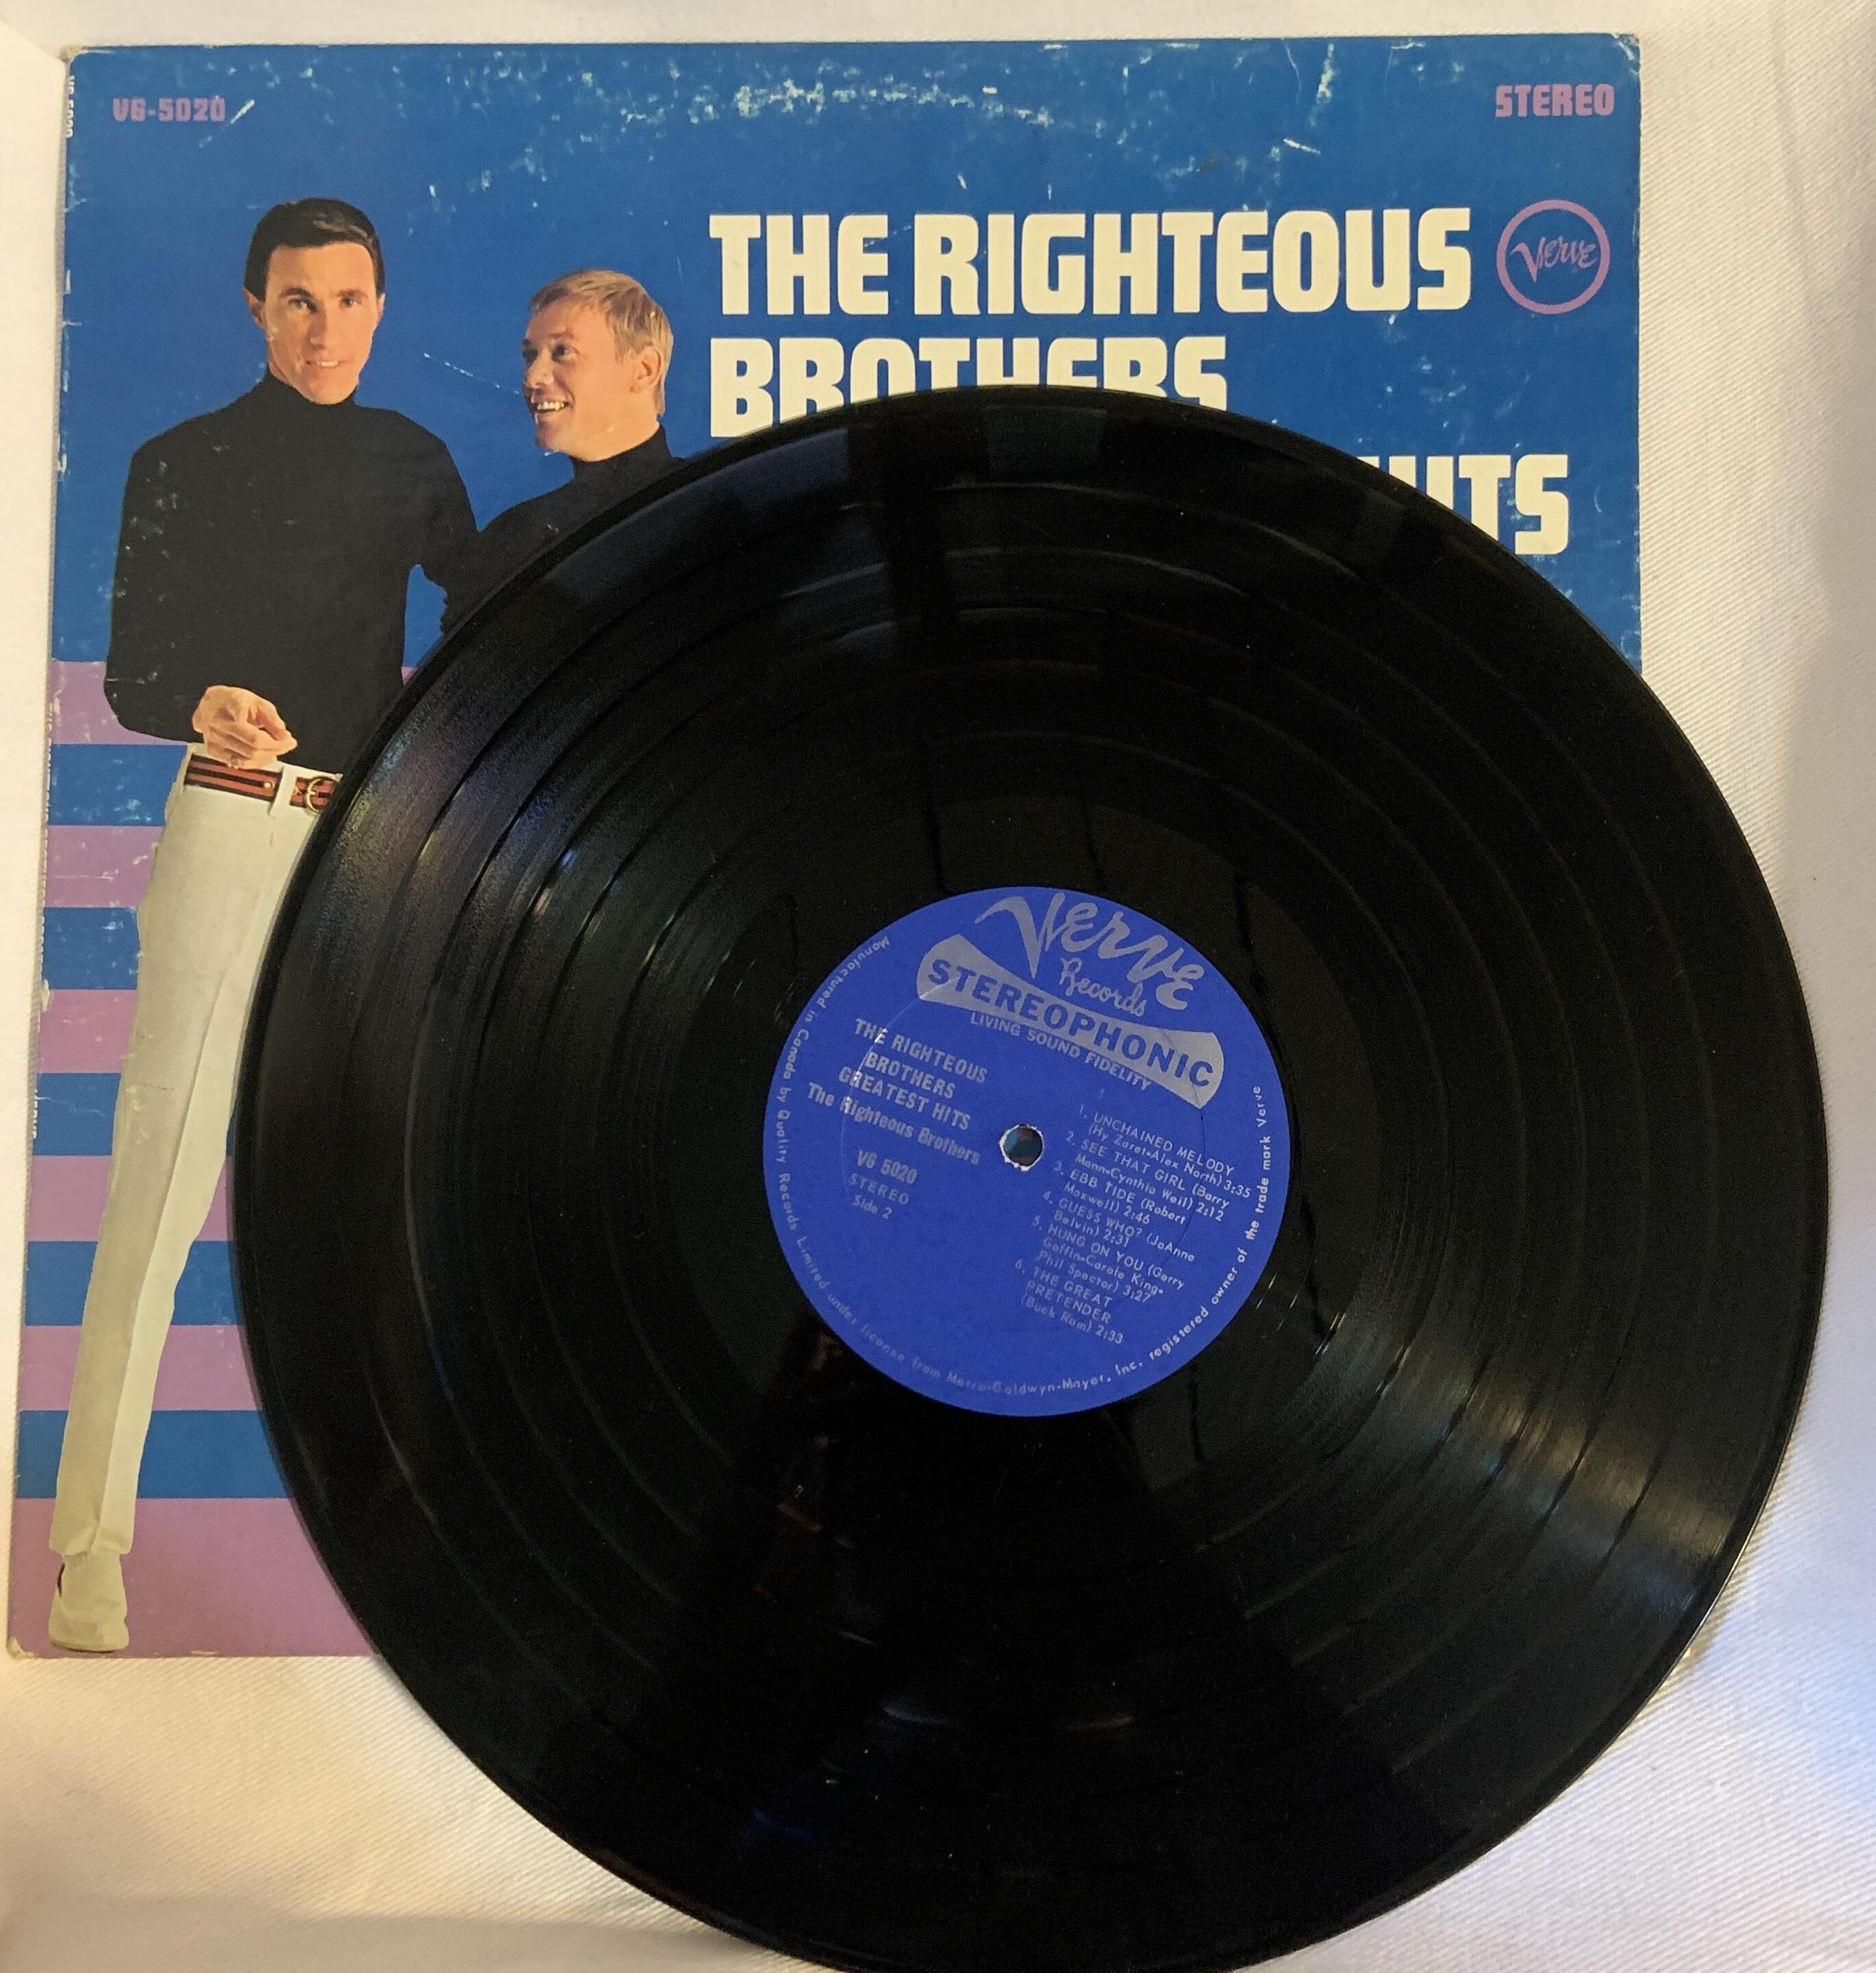 V6-5020
STEREO
THE RIGHTEOUS
Verve
BROTHERS
HITS
Verve
Records
STEREOPHONIC
LIVING SOUND FIDELITY
THE RIGHTEOUS
BROTHERS
GREATEST HITS
The Righteous Brothers
V6 5020
STEREO
Side 2
1. UNCHAINED MELODY
(Hy Zaret-Alex North) 3:35
2. SEE THAT GIRL (Barry
Mann-Cynthia Weil) 2:12
3. EBB TIDE (Robert
Maxwell) 2:46
4. GUESS WHO? (JoAnne
Belvin) 2:31
5. HUNG ON YOU (Gerry
Goffin-Carole King-
Phil Spector) 3:27
6. THE GREAT
PRETENDER
(Buck Ram) 2:33
Manufactured in Canada by Quality Records Limited under license from Metro-Goldwyn-Mayer, Inc. registered owner of the trade mark Verve